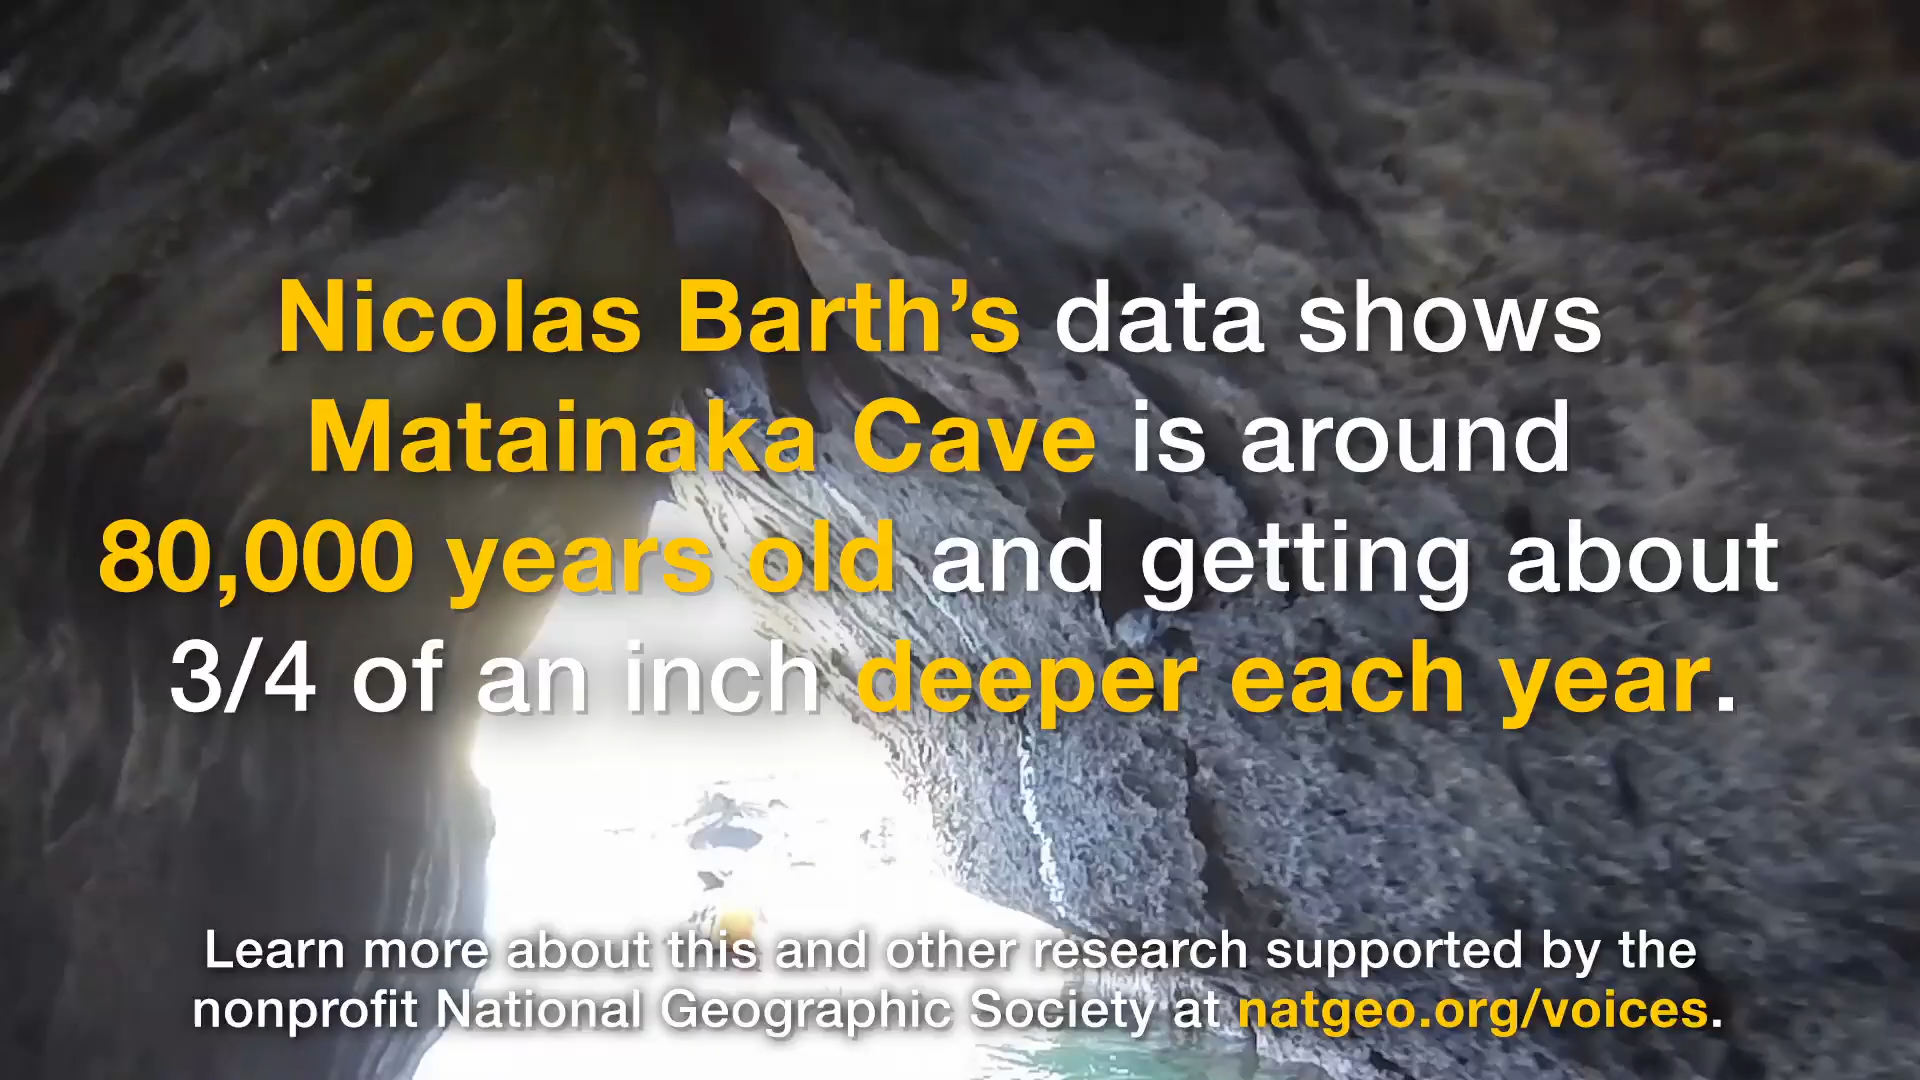 Nicolas Barth’s data shows
Matainaka Cave is around
80,000 years old and getting about
3/4 of an inch deeper each year.
Learn more about this and other research supported by the
nonprofit National Geographic Society at natgeo.org/voices.